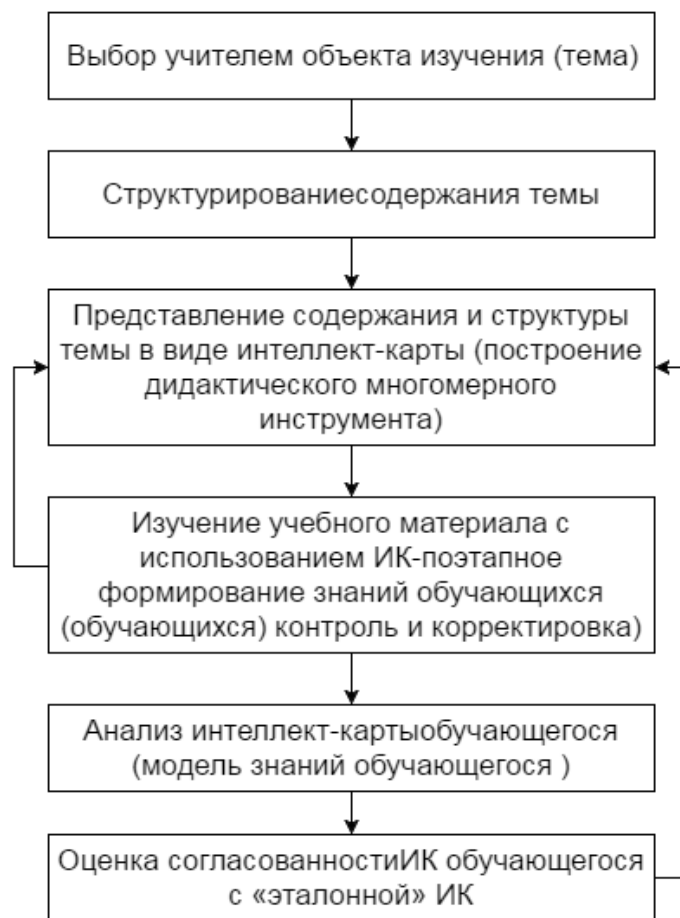 Выбор учителем объекта изучения (тема)
Структурированиесодержания темы
Представление содержания и структуры
темы в виде интеллект-карты (построение
дидактического многомерного
инструмента)
Изучение учебного материала с
использованием ИК-поэтапное
формирование знаний обучающихся
(обучающихся) контроль и корректировка)
Анализ интеллект-картыобучающегося
(модель знаний обучающегося )
Оценка согласованностиИК обучающегося
с «эталонной» ИК